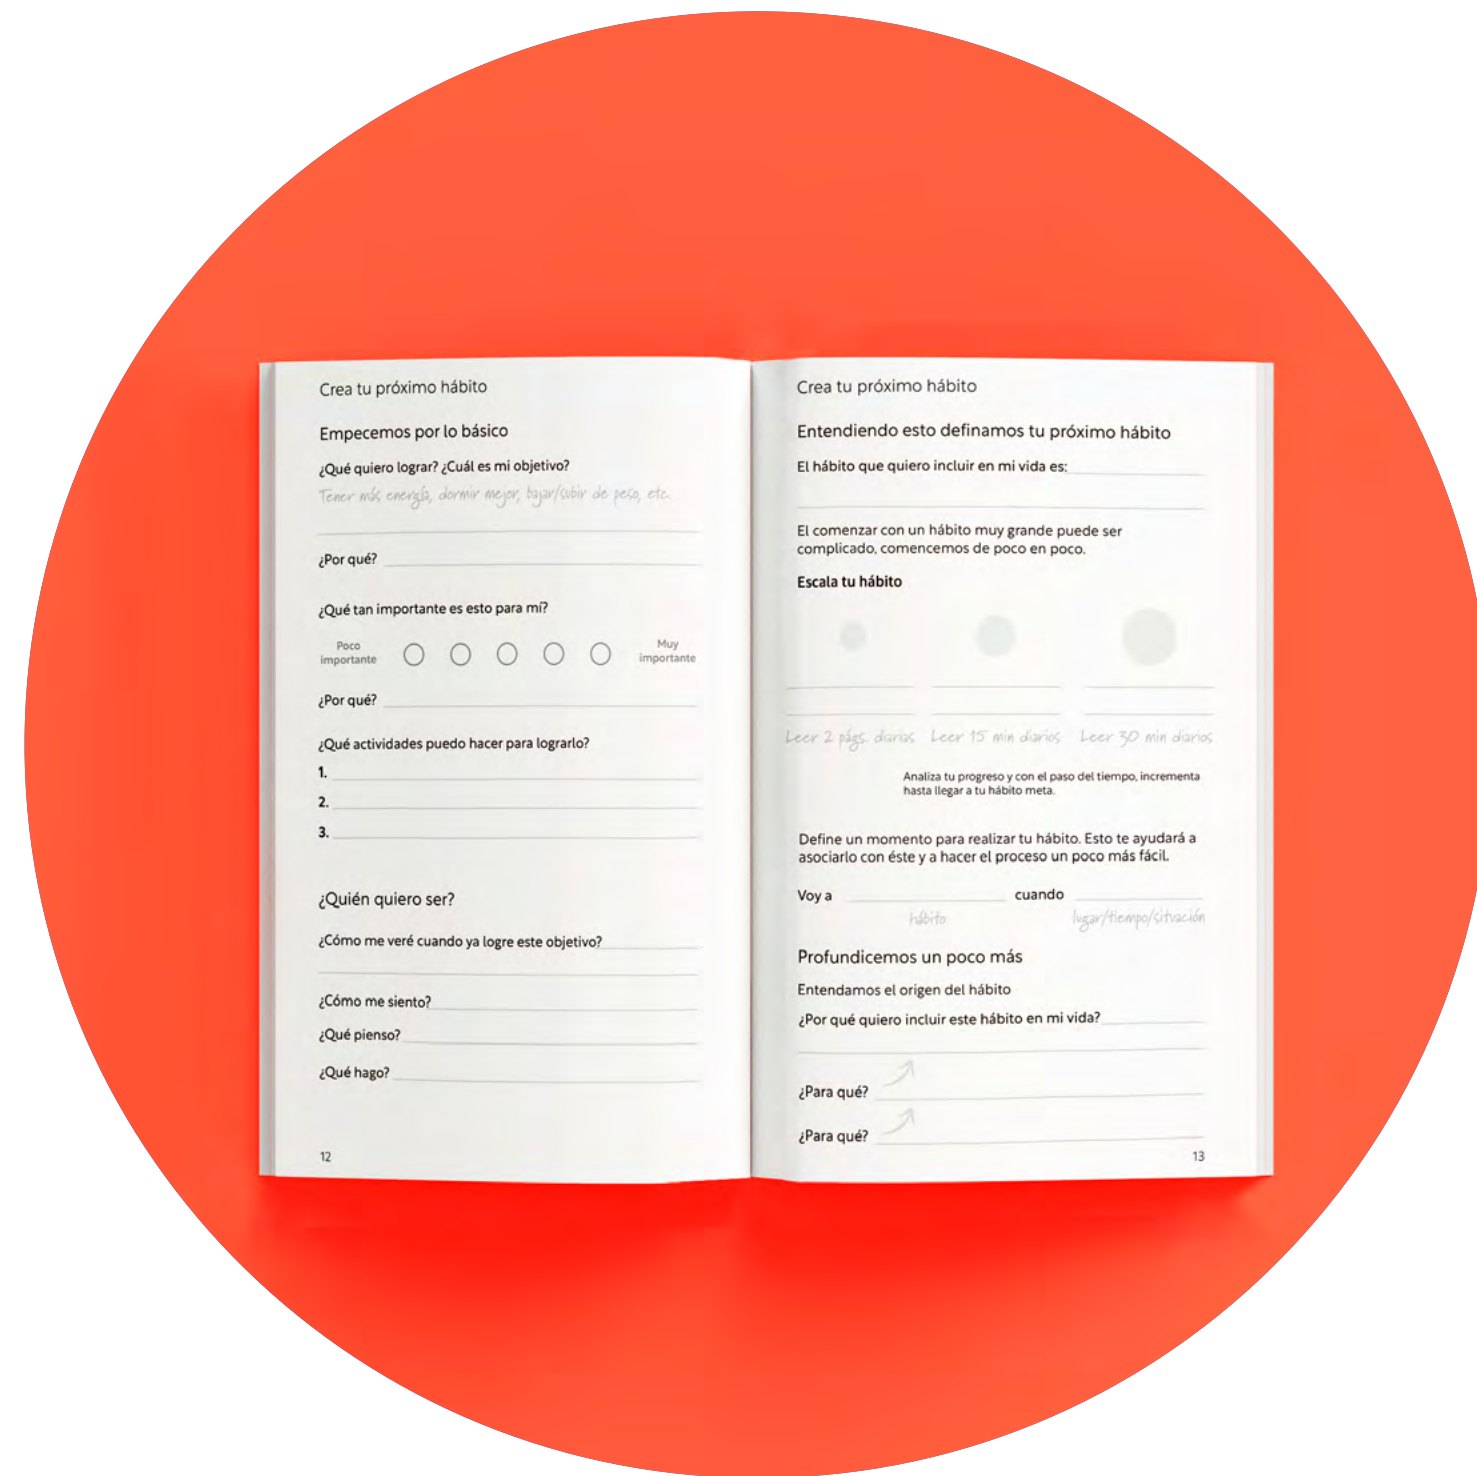 Crea tu próximo hábito
Empecemos por lo básico
¿Qué quiero lograr? ¿Cuál es mi objetivo?
Tener más energía, dormir mejor, bajar/subir de peso, etc.
¿Por qué?
¿Qué tan importante es esto para mí?
Poco
importante
Muy
importante
¿Por qué?
¿Qué actividades puedo hacer para lograrlo?
1.
2.
3.
¿Quién quiero ser?
¿Cómo me veré cuando ya logre este objetivo?
¿Cómo me siento?
¿Qué pienso?
¿Qué hago?
12
Crea tu próximo hábito
Entendiendo esto definamos tu próximo hábito
El hábito que quiero incluir en mi vida es:
El comenzar con un hábito muy grande puede ser
complicado, comencemos de poco en poco.
Escala tu hábito
Leer 2 págs. diarias Leer 15 min diarios Leer 30 min diarios
Analiza tu progreso y con el paso del tiempo, incrementa
hasta llegar a tu hábito meta.
Define un momento para realizar tu hábito. Esto te ayudará a
asociarlo con éste y a hacer el proceso un poco más fácil.
Voy a cuando
hábito lugar/tiempo/situación
Profundicemos un poco más
Entendamos el origen del hábito
¿Por qué quiero incluir este hábito en mi vida?
¿Para qué?
¿Para qué?
13